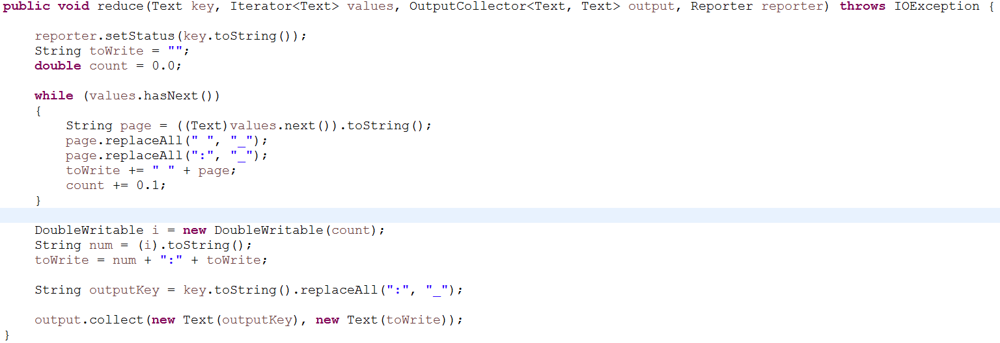 public void reduce(Text key, Iterator<Text> values, OutputCollector<Text, Text> output, Reporter reporter) throws IOException {
reporter.setStatus(key.toString());
String toWrite = "";
double count = 0.0;
while (values.hasNext())
{
String page = ((Text)values.next()).toString();
page.replaceAll(" ", "_");
page.replaceAll(":", "_");
toWrite += " " + page;
count += 0.1;
}
DoubleWritable i = new DoubleWritable(count);
String num = (i).toString();
toWrite = num + ":" + toWrite;
String outputKey = key.toString().replaceAll(":", "_");
output.collect(new Text(outputKey), new Text(toWrite));
}